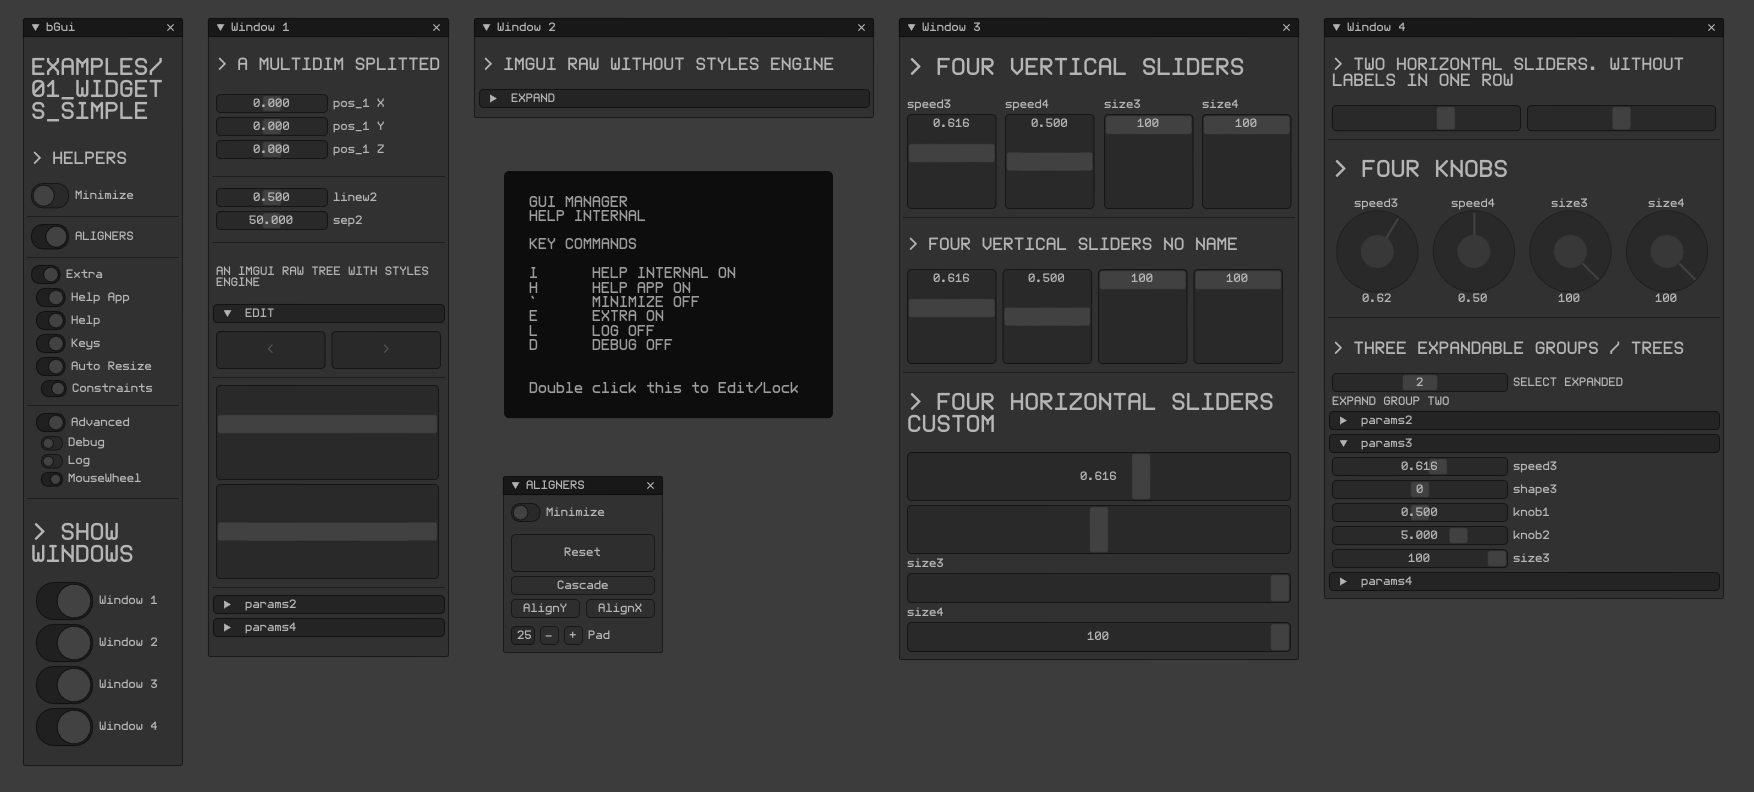 bGui
EXAMPLES/
01_WIDGET
S_SIMPLE
> HELPERS
Minimize
ALIGNERS
Extra
Help App
Help
Keys
Auto Resize
Constraints
Advanced
Debug
Log
MouseWheel
> SHOW
WINDOWS
Window 1
Window 2
Window 3
Window 4
Window 1
> A MULTIDIM SPLITTED
0.000 pos_1 X
0.000 pos_1 Y
0.000 pos_1 Z
0.500 linew2
50.000 sep2
AN IMGUI RAW TREE WITH STYLES
ENGINE
EDIT
< >
params2
params4
Window 2
> IMGUI RAW WITHOUT STYLES ENGINE
EXPAND
GUI MANAGER
HELP INTERNAL
KEY COMMANDS
I HELP INTERNAL ON
H HELP APP ON
` MINIMIZE OFF
E EXTRA ON
L LOG OFF
D DEBUG OFF
Double click this to Edit/Lock
ALIGNERS
Minimize
Reset
Cascade
AlignY AlignX
25 - + Pad
Window 3
> FOUR VERTICAL SLIDERS
speed3 speed4 size3 size4
0.616 0.500 100 100
> FOUR VERTICAL SLIDERS NO NAME
0.616 0.500 100 100
> FOUR HORIZONTAL SLIDERS
CUSTOM
0.616
size3
size4
100
Window 4
> TWO HORIZONTAL SLIDERS. WITHOUT
LABELS IN ONE ROW
> FOUR KNOBS
speed3 speed4 size3 size4
0.62 0.50 100 100
> THREE EXPANDABLE GROUPS / TREES
2 SELECT EXPANDED
EXPAND GROUP TWO
params2
params3
0.616 speed3
0 shape3
0.500 knob1
5.000 knob2
100 size3
params4